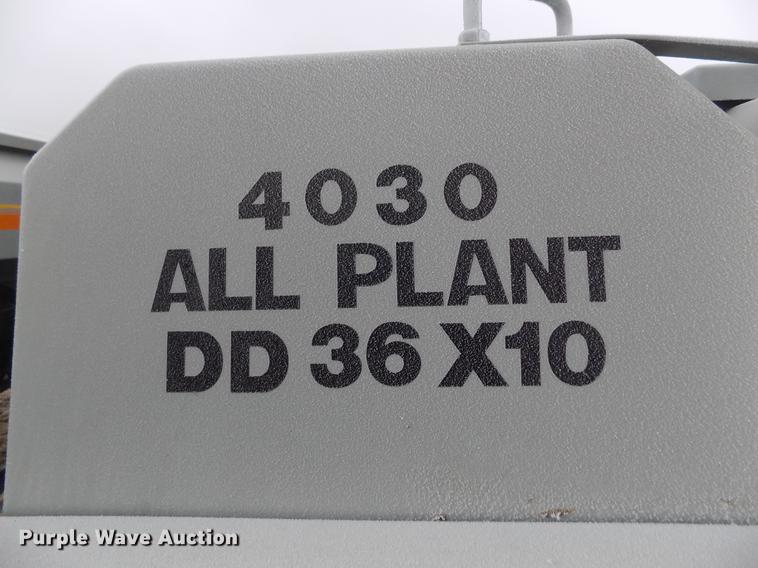 4030
ALL PLANT
DD 36 X10
Purple Wave Auction